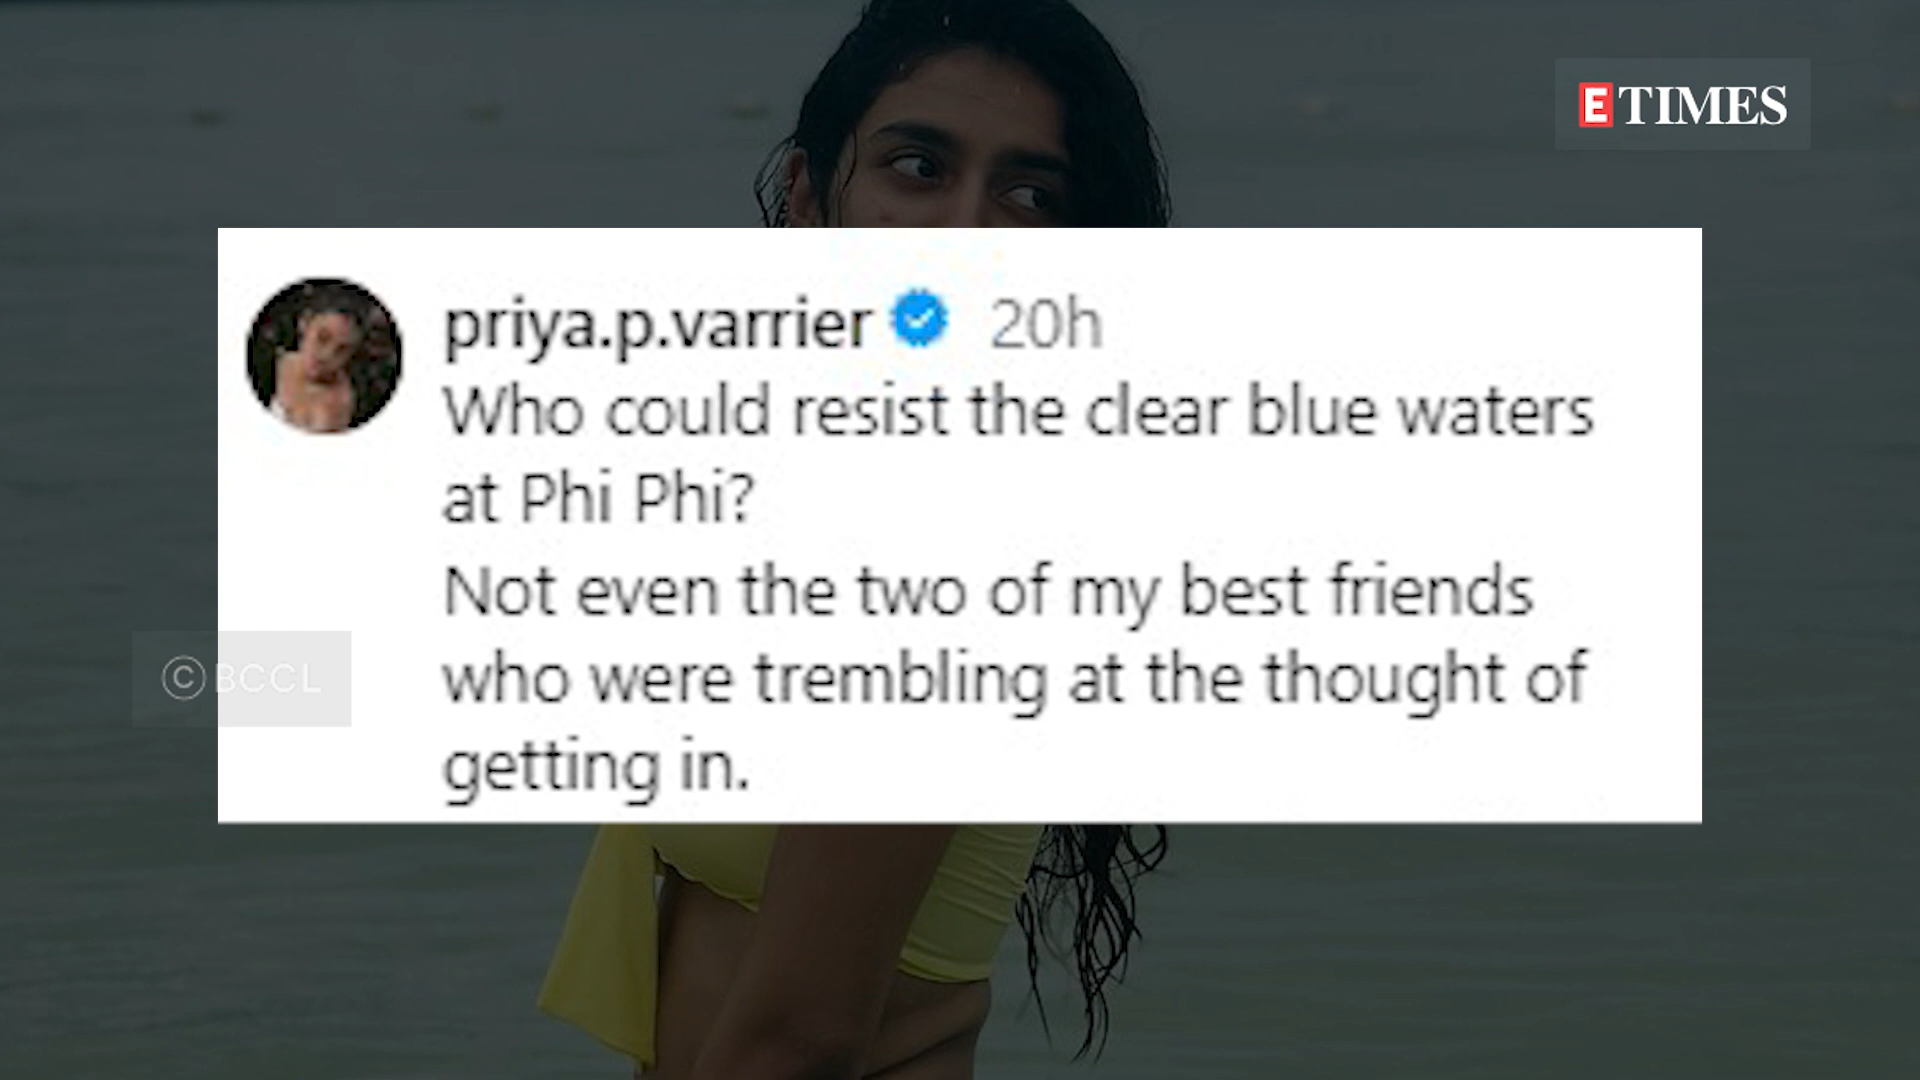 ETIMES
priya.p.varrier 20h
Who could resist the clear blue waters
at Phi Phi?
Not even the two of my best friends
who were trembling at the thought of
getting in.
©BCCL